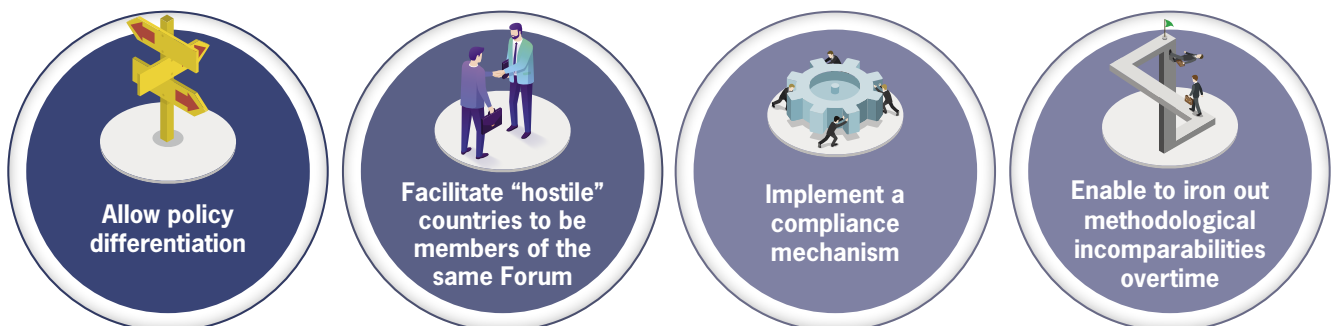 Allow policy
differentiation
Facilitate “hostile”
countries to be
members of the
same Forum
Implement a
compliance
mechanism
Enable to iron out
methodological
incomparabilities
overtime